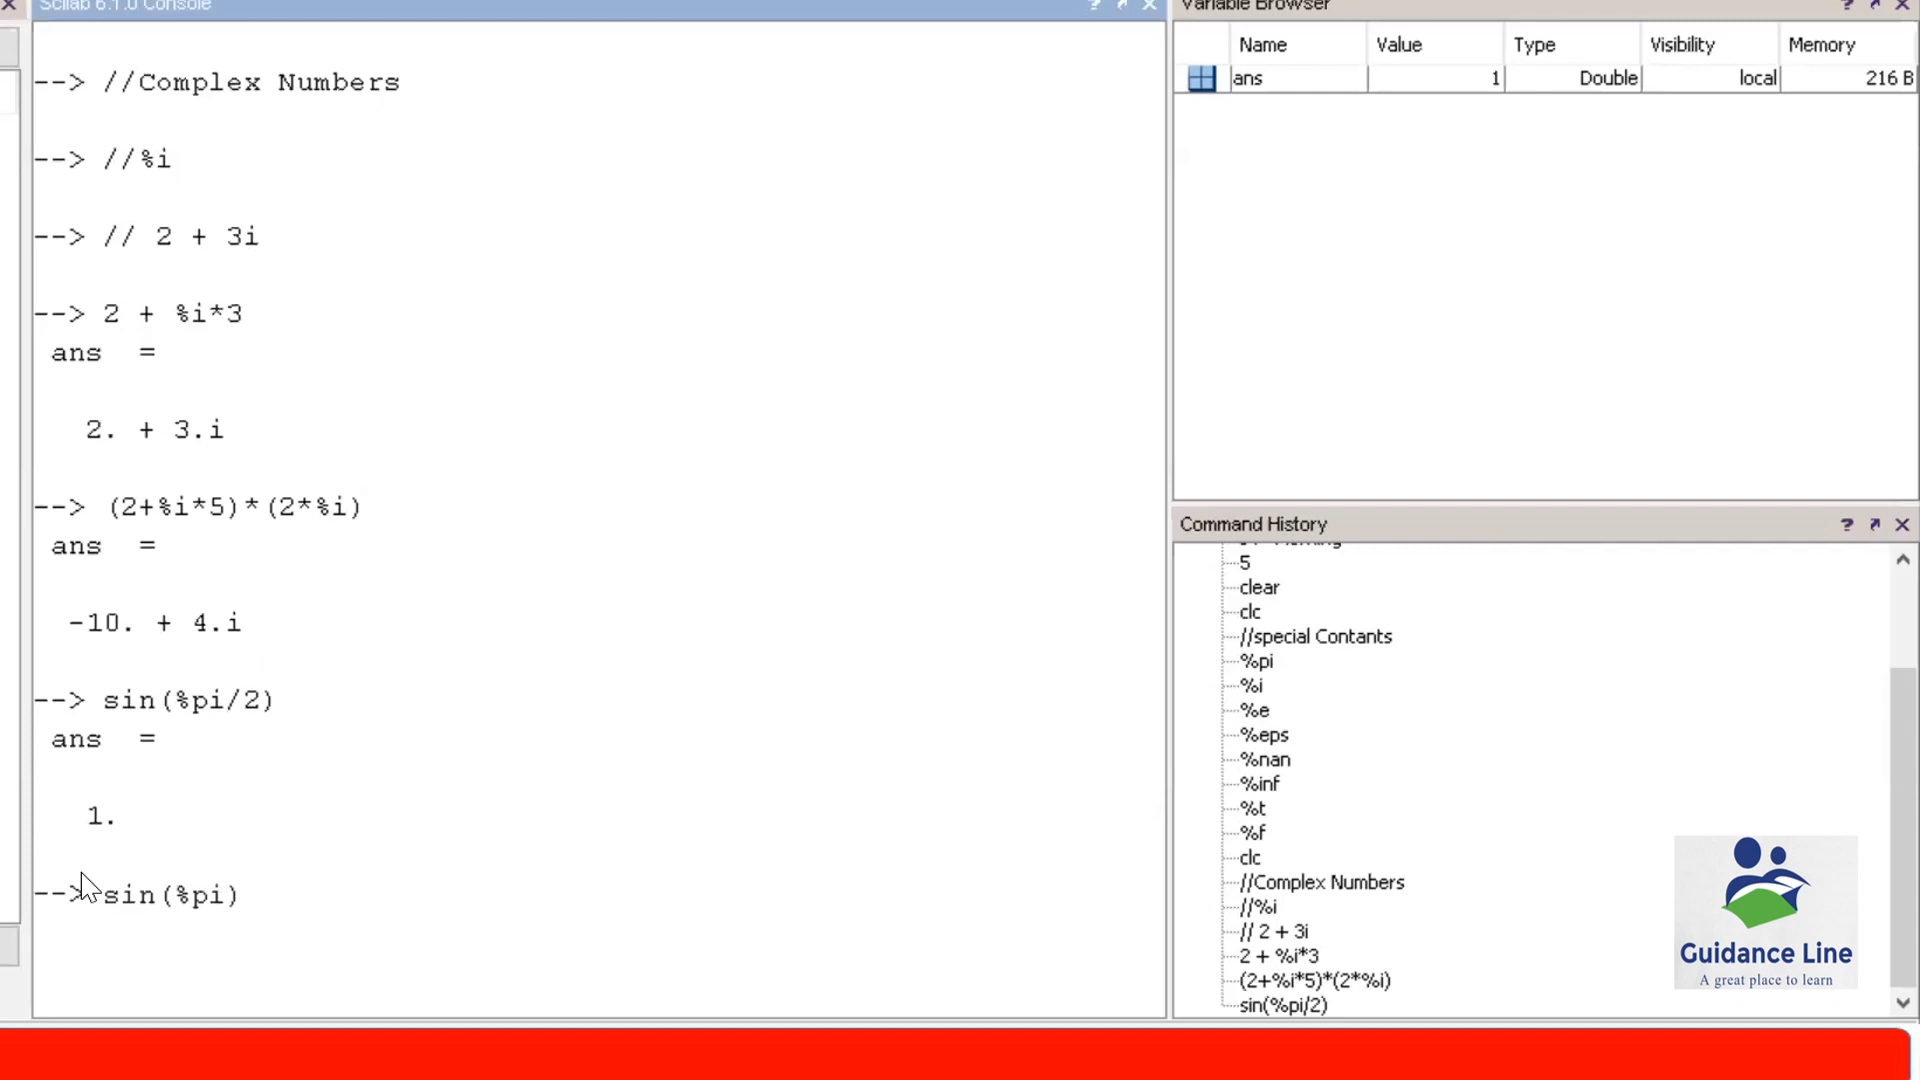 Scilab 6.1.0 Console
--> //Complex Numbers
--> //%i
--> // 2 + 3i
--> 2 + %i*3
ans =
2. + 3.i
--> (2+%i*5)*(2*%i)
ans =
-10. + 4.i
--> sin(%pi/2)
ans =
1.
--> sin(%pi)
Variable Browser
Name Value Type Visibility Memory
ans 1 Double local 216 B
Command History
5
clear
clc
//special Contants
%pi
%i
%e
%eps
%nan
%inf
%t
%f
clc
//Complex Numbers
//%i
// 2 + 3i
2 + %i*3
(2+%i*5)*(2*%i)
sin(%pi/2)
Guidance Line
A great place to learn